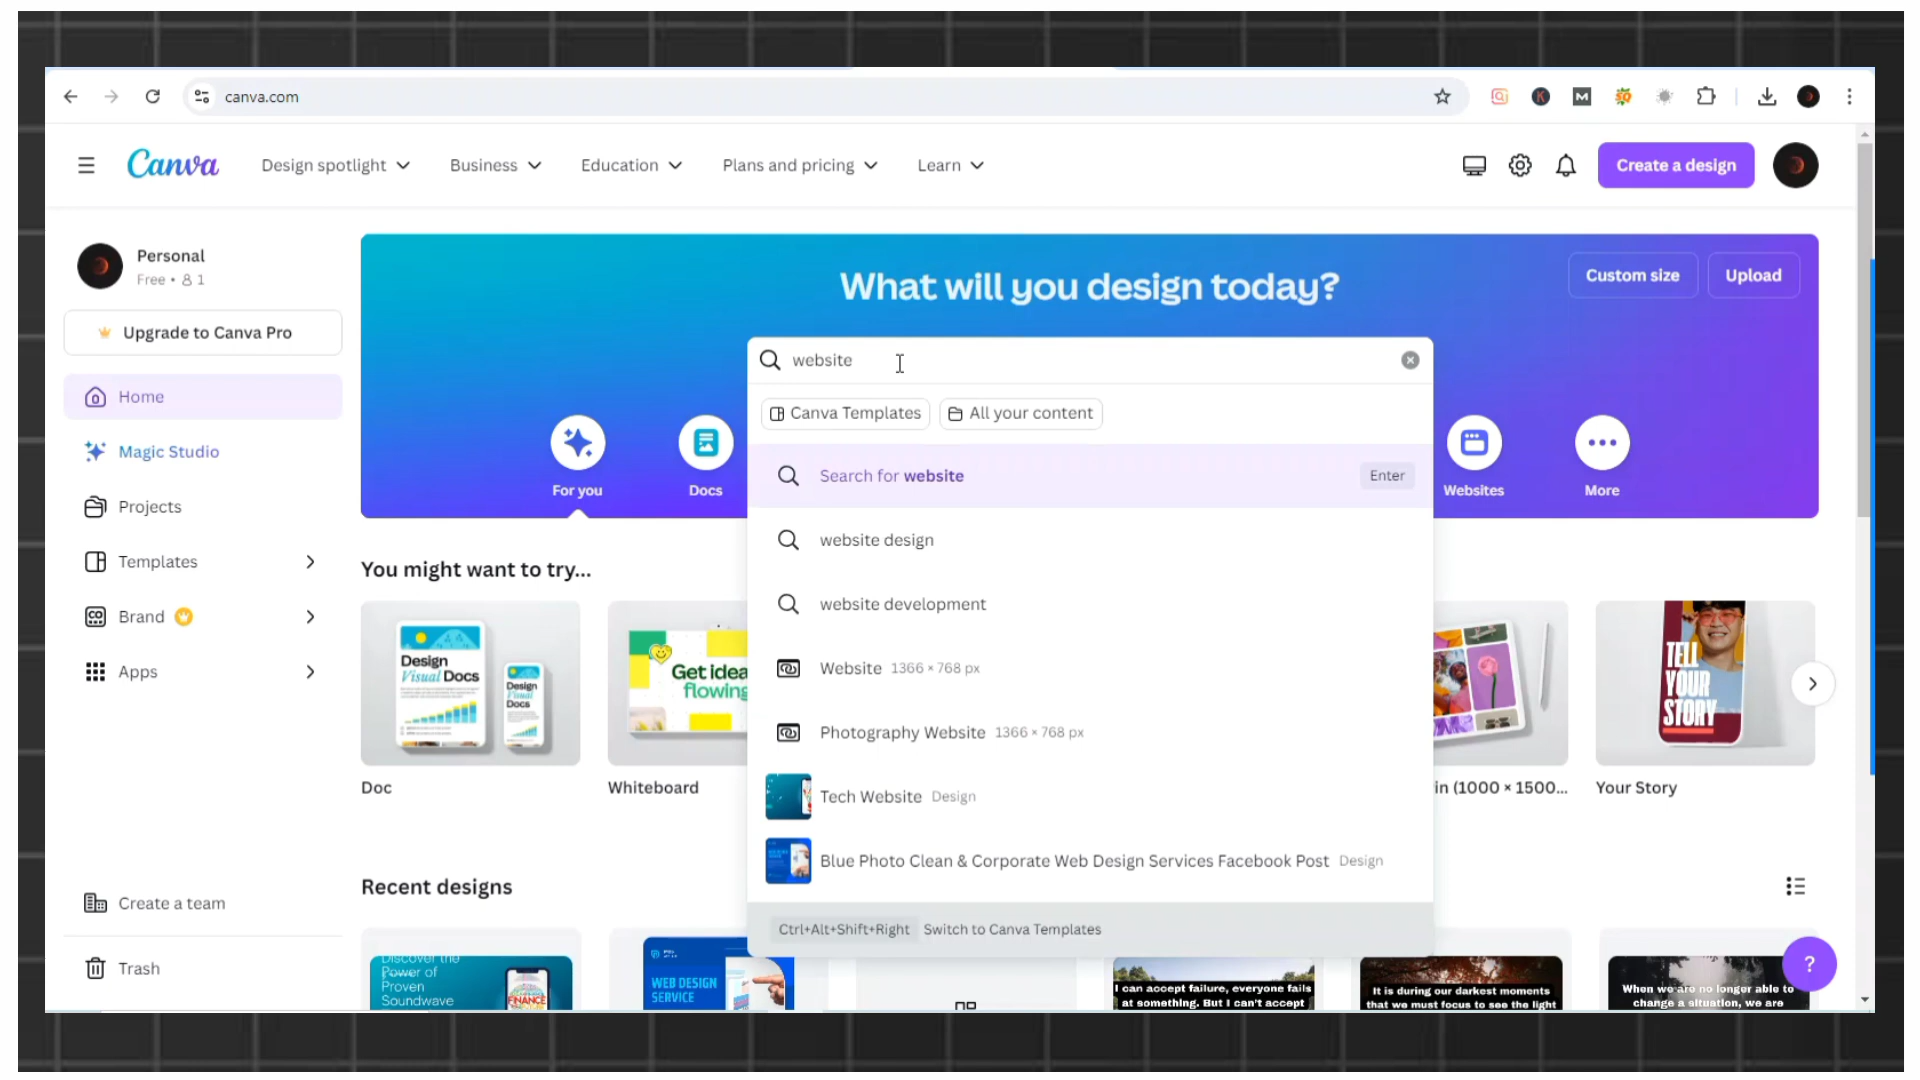 canva.com
Canva
Design spotlight
Business
Education
Plans and pricing
Learn
Create a design
Personal
Free • 1
Upgrade to Canva Pro
Home
Magic Studio
Projects
Templates
Brand
Apps
Create a team
Trash
What will you design today?
Custom size
Upload
website
Canva Templates
All your content
Search for website
Enter
website design
website development
Website 1366 × 768 px
Photography Website 1366 × 768 px
Tech Website Design
Blue Photo Clean & Corporate Web Design Services Facebook Post Design
Ctrl+Alt+Shift+Right Switch to Canva Templates
For you
Docs
Websites
More
You might want to try...
Design
Visual Docs
Design
Visual
Docs
Get idea
flowing
TELL
YOUR
STORY
Doc
Whiteboard
in (1000 × 1500...
Your Story
Recent designs
Discover the
Power of
Proven
Soundwave
FINANCE
WEB DESIGN
SERVICE
I can accept failure, everyone fails
at something. But I can't accept
It is during our darkest moments
that we must focus to see the light
When we are no longer able to
change a situation, we are
?